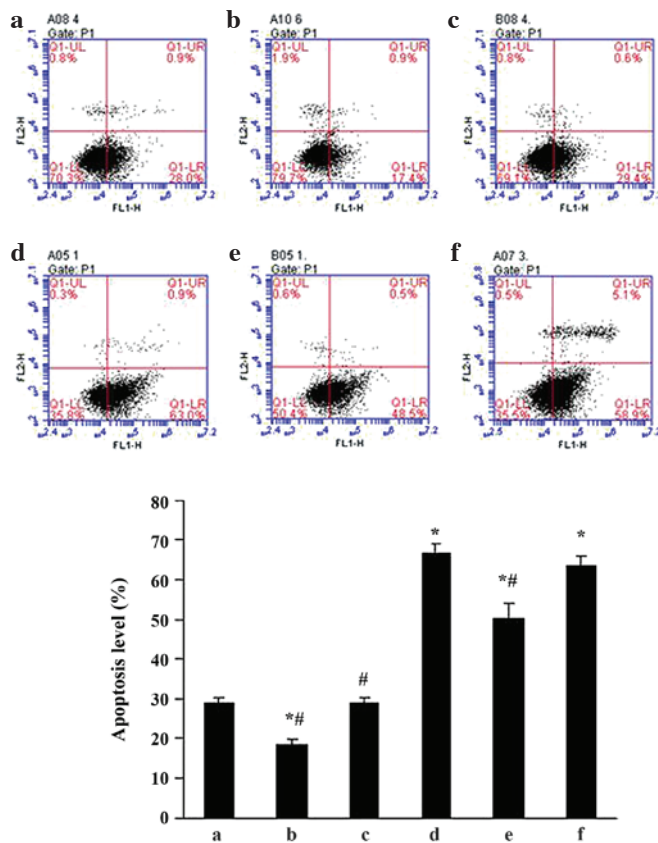 a b c
A08 4
Gate: P1
Q1-UL Q1-UR
0.8% 0.9%
Q1-LL Q1-LR
70.3% 28.0%
FL2-H
FL1-H
A10 6
Gate: P1
Q1-UL Q1-UR
1.9% 0.9%
Q1-LL Q1-LR
79.7% 17.4%
FL2-H
FL1-H
B08 4.
Gate: P1
Q1-UL Q1-UR
0.8% 0.6%
Q1-LL Q1-LR
69.1% 29.4%
FL2-H
FL1-H
d e f
A05 1
Gate: P1
Q1-UL Q1-UR
0.3% 0.9%
Q1-LL Q1-LR
35.8% 63.0%
FL2-H
FL1-H
B05 1.
Gate: P1
Q1-UL Q1-UR
0.6% 0.5%
Q1-LL Q1-LR
50.4% 48.5%
FL2-H
FL1-H
A07 3.
Gate: P1
Q1-UL Q1-UR
0.5% 5.1%
Q1-LL Q1-LR
35.5% 58.9%
FL2-H
FL1-H
Apoptosis level (%)
80
70
60
50
40
30
20
10
0
*# # * *# *
a b c d e f